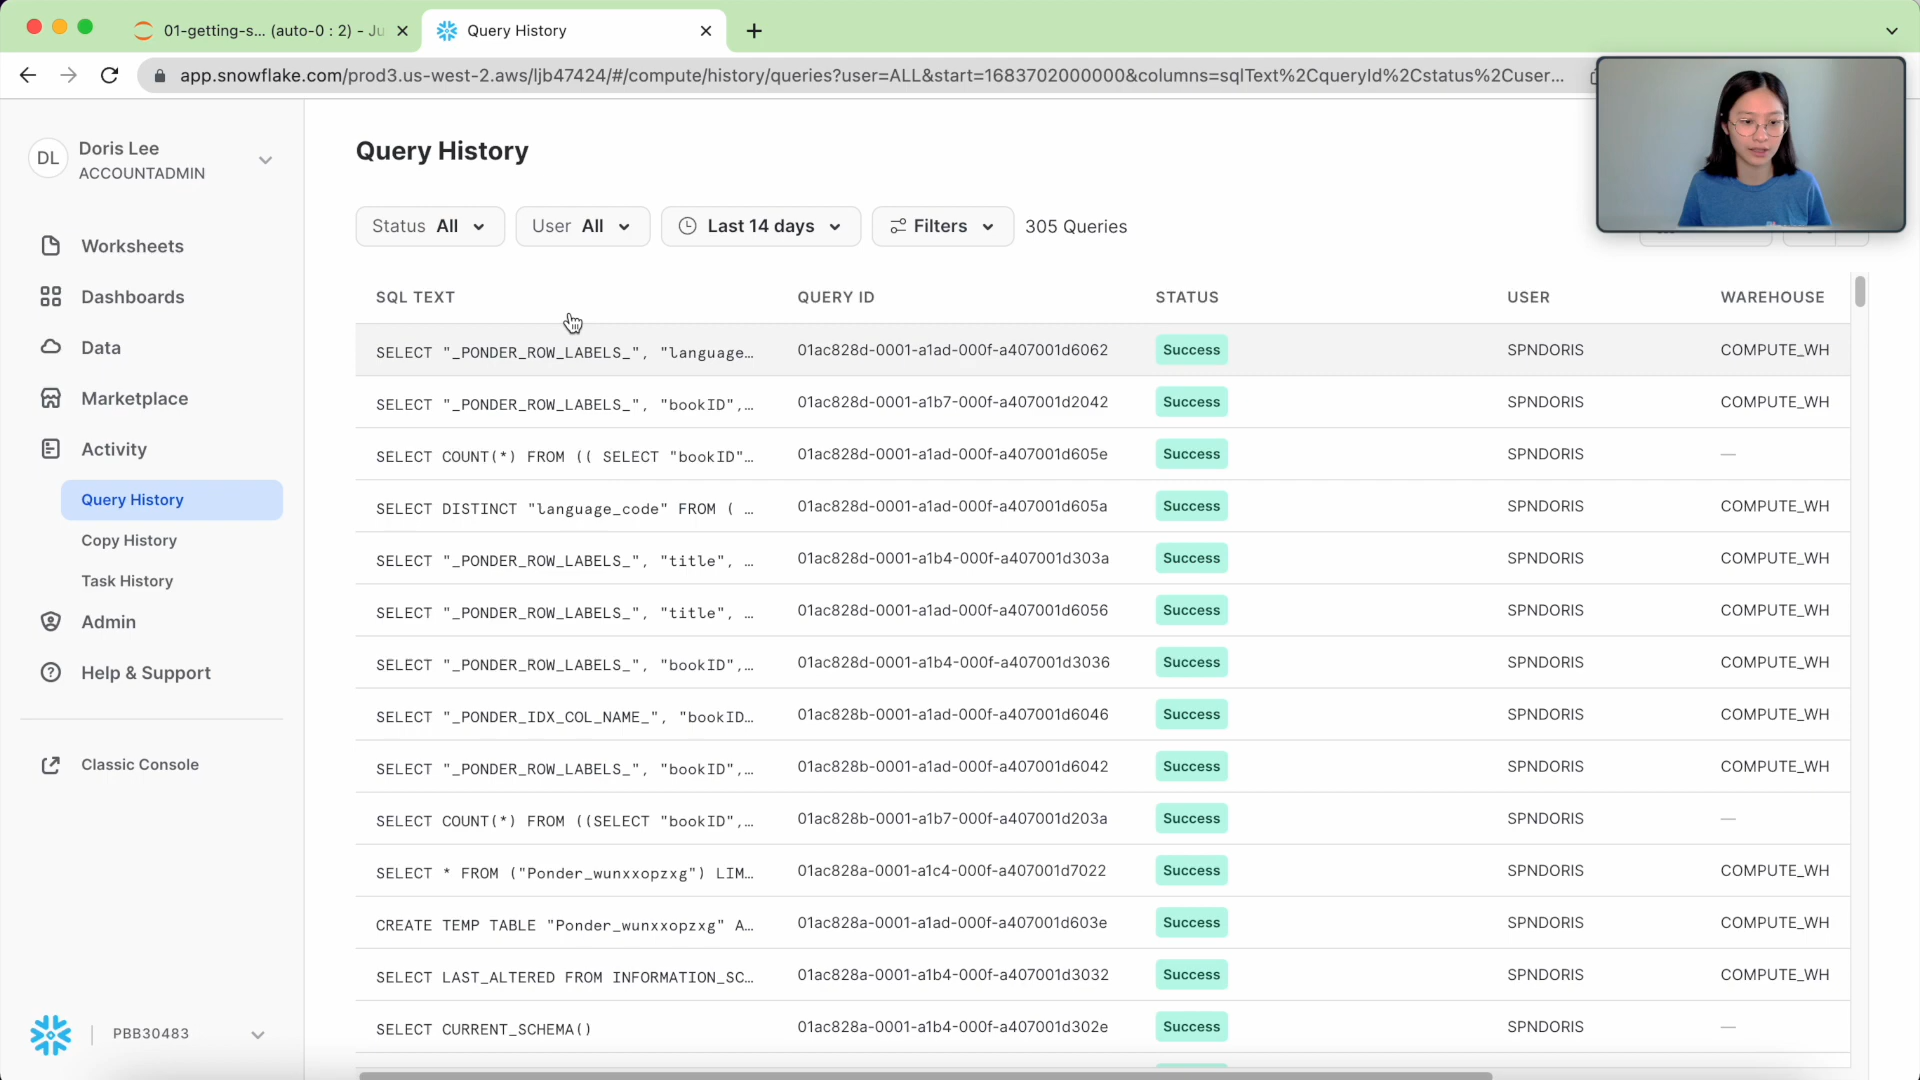 01-getting-s... (auto-0 : 2) - Ju
Query History
app.snowflake.com/prod3.us-west-2.aws/ljb47424/#/compute/history/queries?user=ALL&start=1683702000000&columns=sqlText%2CqueryId%2Cstatus%2Cuser...
DL
Doris Lee
ACCOUNTADMIN
Worksheets
Dashboards
Data
Marketplace
Activity
Query History
Copy History
Task History
Admin
Help & Support
Classic Console
PBB30483
Query History
Status All
User All
Last 14 days
Filters
305 Queries
SQL TEXT QUERY ID STATUS USER WAREHOUSE
SELECT "_PONDER_ROW_LABELS_", "language... 01ac828d-0001-a1ad-000f-a407001d6062 Success SPNDORIS COMPUTE_WH
SELECT "_PONDER_ROW_LABELS_", "bookID",... 01ac828d-0001-a1b7-000f-a407001d2042 Success SPNDORIS COMPUTE_WH
SELECT COUNT(*) FROM (( SELECT "bookID"... 01ac828d-0001-a1ad-000f-a407001d605e Success SPNDORIS —
SELECT DISTINCT "language_code" FROM ( ... 01ac828d-0001-a1ad-000f-a407001d605a Success SPNDORIS COMPUTE_WH
SELECT "_PONDER_ROW_LABELS_", "title", ... 01ac828d-0001-a1b4-000f-a407001d303a Success SPNDORIS COMPUTE_WH
SELECT "_PONDER_ROW_LABELS_", "title", ... 01ac828d-0001-a1ad-000f-a407001d6056 Success SPNDORIS COMPUTE_WH
SELECT "_PONDER_ROW_LABELS_", "bookID",... 01ac828d-0001-a1b4-000f-a407001d3036 Success SPNDORIS COMPUTE_WH
SELECT "_PONDER_IDX_COL_NAME_", "bookID... 01ac828b-0001-a1ad-000f-a407001d6046 Success SPNDORIS COMPUTE_WH
SELECT "_PONDER_ROW_LABELS_", "bookID",... 01ac828b-0001-a1ad-000f-a407001d6042 Success SPNDORIS COMPUTE_WH
SELECT COUNT(*) FROM ((SELECT "bookID",... 01ac828b-0001-a1b7-000f-a407001d203a Success SPNDORIS —
SELECT * FROM ("Ponder_wunxxopzxg") LIM... 01ac828a-0001-a1c4-000f-a407001d7022 Success SPNDORIS COMPUTE_WH
CREATE TEMP TABLE "Ponder_wunxxopzxg" A... 01ac828a-0001-a1ad-000f-a407001d603e Success SPNDORIS COMPUTE_WH
SELECT LAST_ALTERED FROM INFORMATION_SC... 01ac828a-0001-a1b4-000f-a407001d3032 Success SPNDORIS COMPUTE_WH
SELECT CURRENT_SCHEMA() 01ac828a-0001-a1b4-000f-a407001d302e Success SPNDORIS —